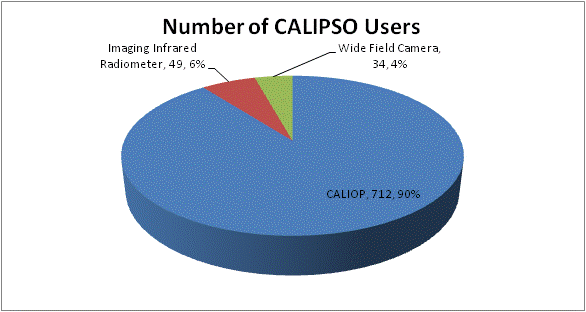 Number of CALIPSO Users
Imaging Infrared
Radiometer, 49, 6%
Wide Field Camera,
34, 4%
CALIOP, 712, 90%